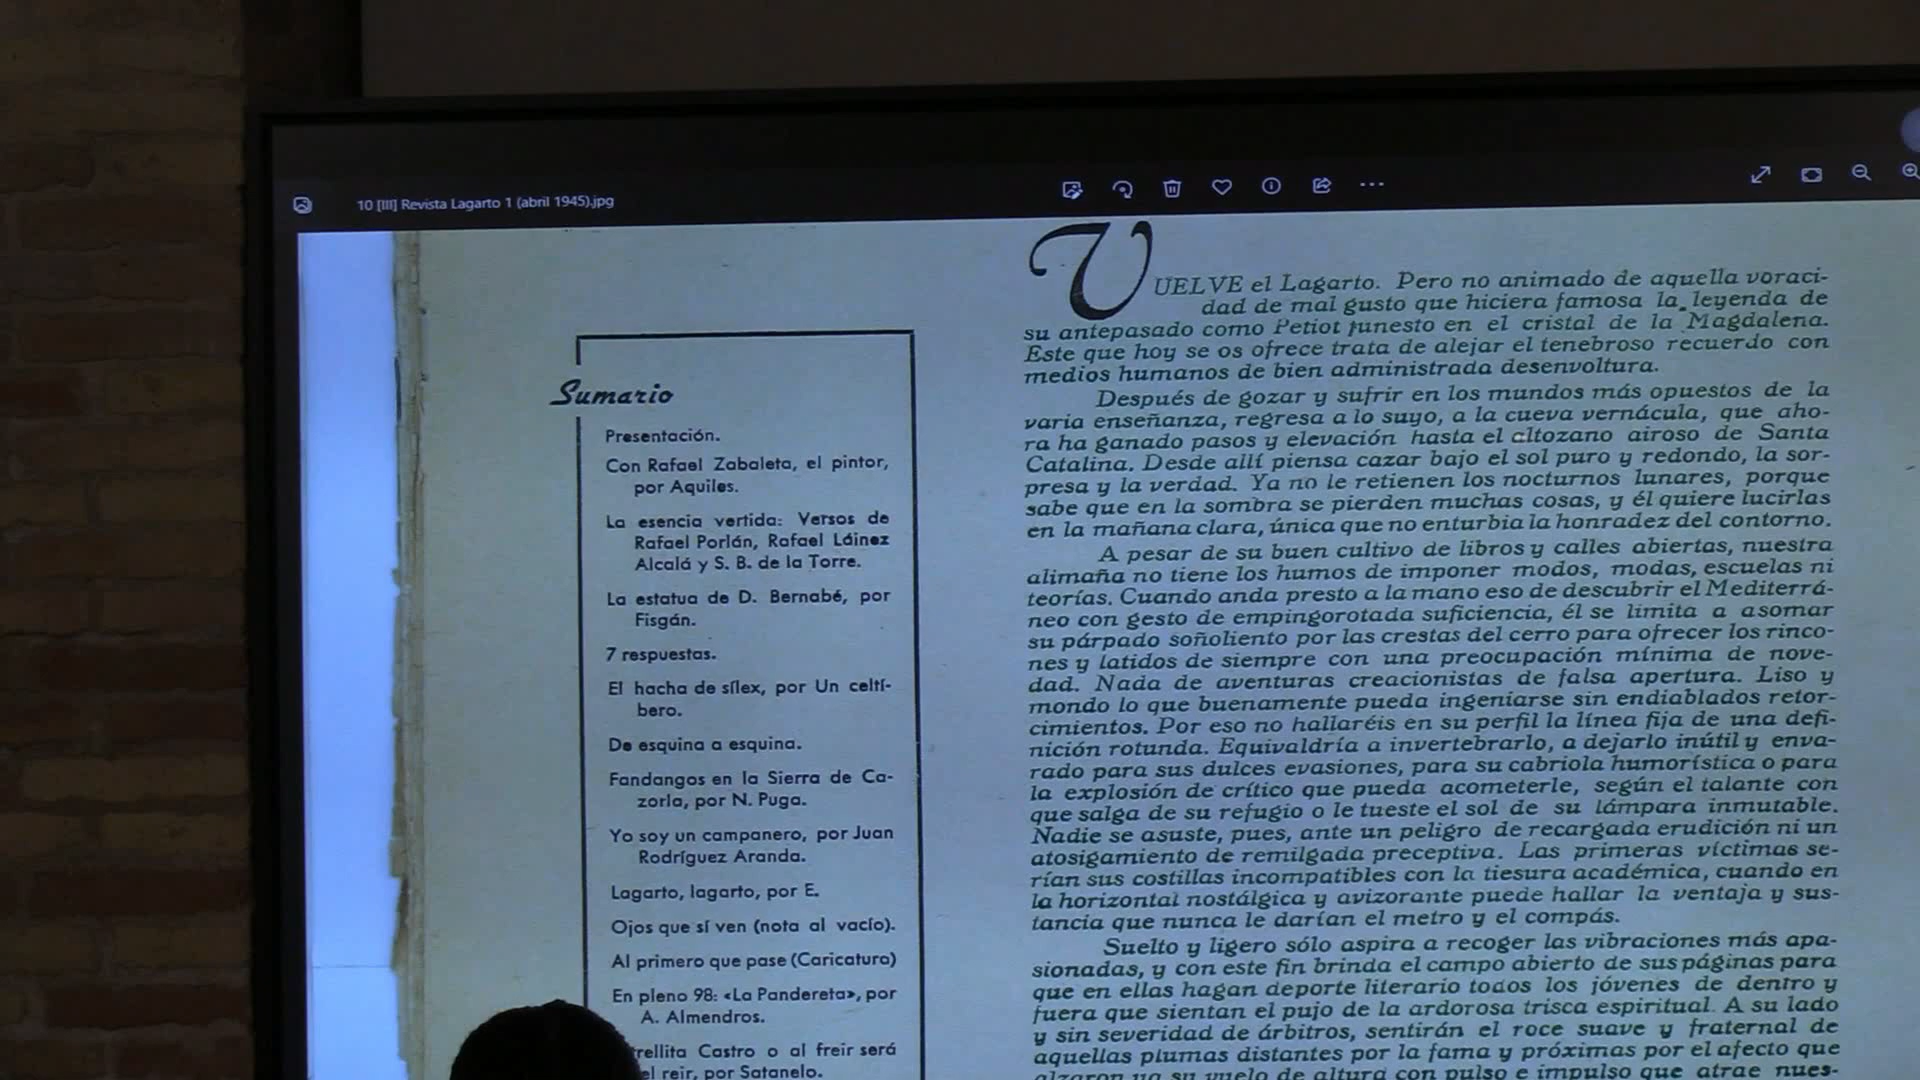 10 [III] Revista Lagarto 1 (abril 1945).jpg
Sumario
Presentación.
Con Rafael Zabaleta, el pintor,
por Aquiles.
La esencia vertida: Versos de
Rafael Porlán, Rafael Láinez
Alcalá y S. B. de la Torre.
La estatua de D. Bernabé, por
Fisgán.
7 respuestas.
El hacha de sílex, por Un celtí-
bero.
De esquina a esquina.
Fandangos en la Sierra de Ca-
zorla, por N. Puga.
Yo soy un campanero, por Juan
Rodríguez Aranda.
Lagarto, lagarto, por E.
Ojos que sí ven (nota al vacío).
Al primero que pase (Caricatura)
En pleno 98: «La Pandereta», por
A. Almendros.
Castro o al freir será
el reir, por Satanelo.
VUELVE el Lagarto. Pero no animado de aquella voraci-
dad de mal gusto que hiciera famosa la leyenda de
su antepasado como Petiot funesto en el cristal de la Magdalena.
Este que hoy se os ofrece trata de alejar el tenebroso recuerdo con
medios humanos de bien administrada desenvoltura.
Después de gozar y sufrir en los mundos más opuestos de la
varia enseñanza, regresa a lo suyo, a la cueva vernácula, que aho-
ra ha ganado pasos y elevación hasta el altozano airoso de Santa
Catalina. Desde allí piensa cazar bajo el sol puro y redondo, la sor-
presa y la verdad. Ya no le retienen los nocturnos lunares, porque
sabe que en la sombra se pierden muchas cosas, y él quiere lucirlas
en la mañana clara, única que no enturbia la honradez del contorno.
A pesar de su buen cultivo de libros y calles abiertas, nuestra
alimaña no tiene los humos de imponer modos, modas, escuelas ni
teorías. Cuando anda presto a la mano eso de descubrir el Mediterrá-
neo con gesto de empingorotada suficiencia, él se limita a asomar
su párpado soñoliento por las crestas del cerro para ofrecer los rinco-
nes y latidos de siempre con una preocupación mínima de nove-
dad. Nada de aventuras creacionistas de falsa apertura. Liso y
mondo lo que buenamente pueda ingeniarse sin endiablados retor-
cimientos. Por eso no hallaréis en su perfil la línea fija de una defi-
nición rotunda. Equivaldría a invertebrarlo, a dejarlo inútil y enva-
rado para sus dulces evasiones, para su cabriola humorística o para
la explosión de crítico que pueda acometerle, según el talante con
que salga de su refugio o le tueste el sol de su lámpara inmutable.
Nadie se asuste, pues, ante un peligro de recargada erudición ni un
atosigamiento de remilgada preceptiva. Las primeras víctimas se-
rían sus costillas incompatibles con la tiesura académica, cuando en
la horizontal nostálgica y avizorante puede hallar la ventaja y sus-
tancia que nunca le darían el metro y el compás.
Suelto y ligero sólo aspira a recoger las vibraciones más apa-
sionadas, y con este fin brinda el campo abierto de sus páginas para
que en ellas hagan deporte literario todos los jóvenes de dentro y
fuera que sientan el pujo de la ardorosa trisca espiritual. A su lado
y sin severidad de árbitros, sentirán el roce suave y fraternal de
aquellas plumas distantes por la fama y próximas por el afecto que
alzaron ya su vuelo de altura con pulso e impulso que atrae nues-